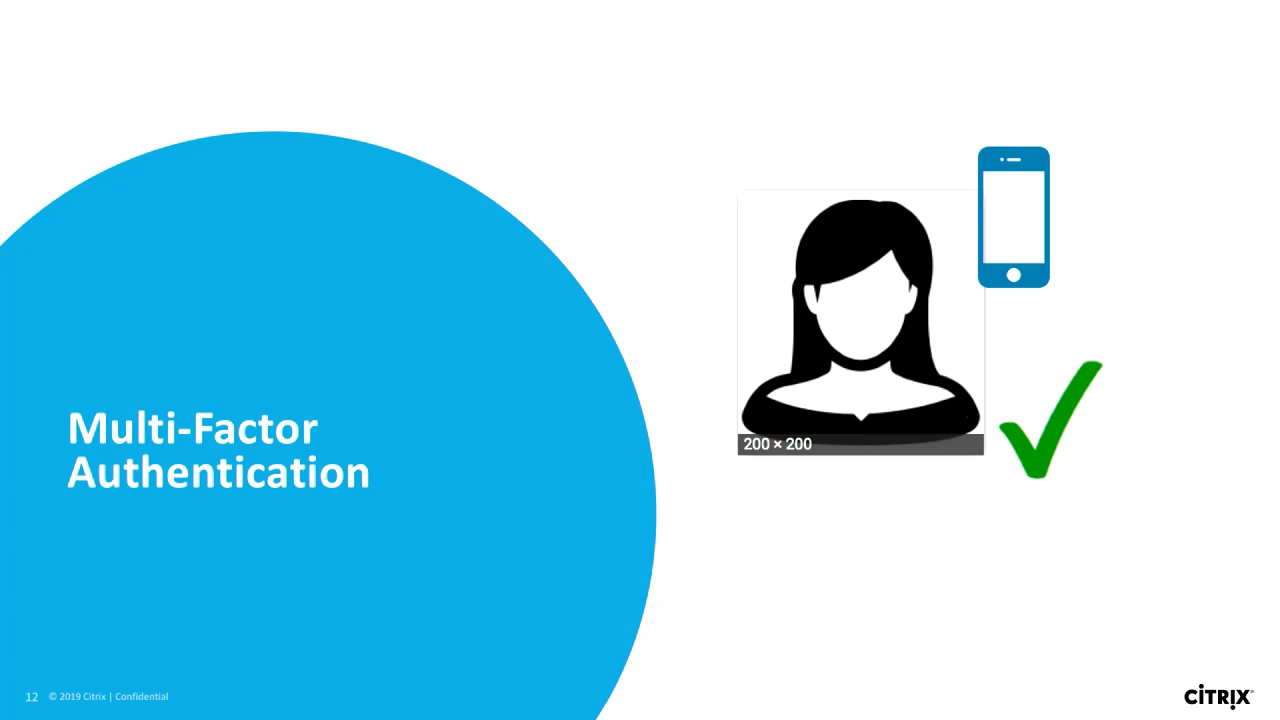 Multi-Factor
Authentication
200 × 200
12 © 2019 Citrix | Confidential
CITRIX